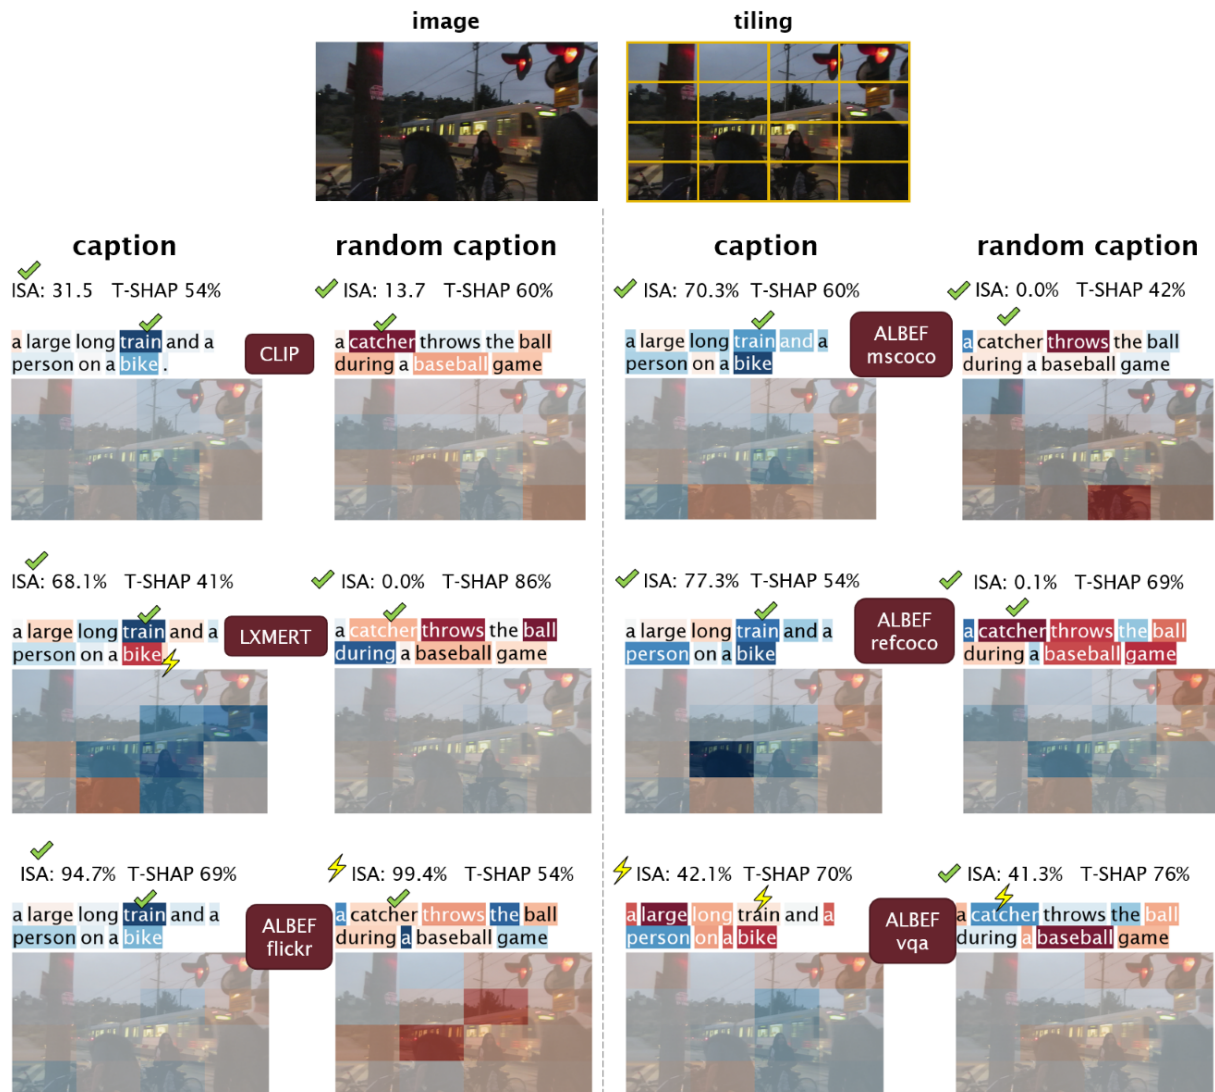 image
tiling
caption
random caption
caption
random caption
ISA: 31.5 T-SHAP 54%
ISA: 13.7 T-SHAP 60%
ISA: 70.3% T-SHAP 60%
ISA: 0.0% T-SHAP 42%
a large long train and a
person on a bike .
CLIP
a catcher throws the ball
during a baseball game
a large long train and a
person on a bike
ALBEF
mscoco
a catcher throws the ball
during a baseball game
ISA: 68.1% T-SHAP 41%
ISA: 0.0% T-SHAP 86%
ISA: 77.3% T-SHAP 54%
ISA: 0.1% T-SHAP 69%
a large long train and a
person on a bike
LXMERT
a catcher throws the ball
during a baseball game
a large long train and a
person on a bike
ALBEF
refcoco
a catcher throws the ball
during a baseball game
ISA: 94.7% T-SHAP 69%
ISA: 99.4% T-SHAP 54%
ISA: 42.1% T-SHAP 70%
ISA: 41.3% T-SHAP 76%
a large long train and a
person on a bike
ALBEF
flickr
a catcher throws the ball
during a baseball game
a large long train and a
person on a bike
ALBEF
vqa
a catcher throws the ball
during a baseball game